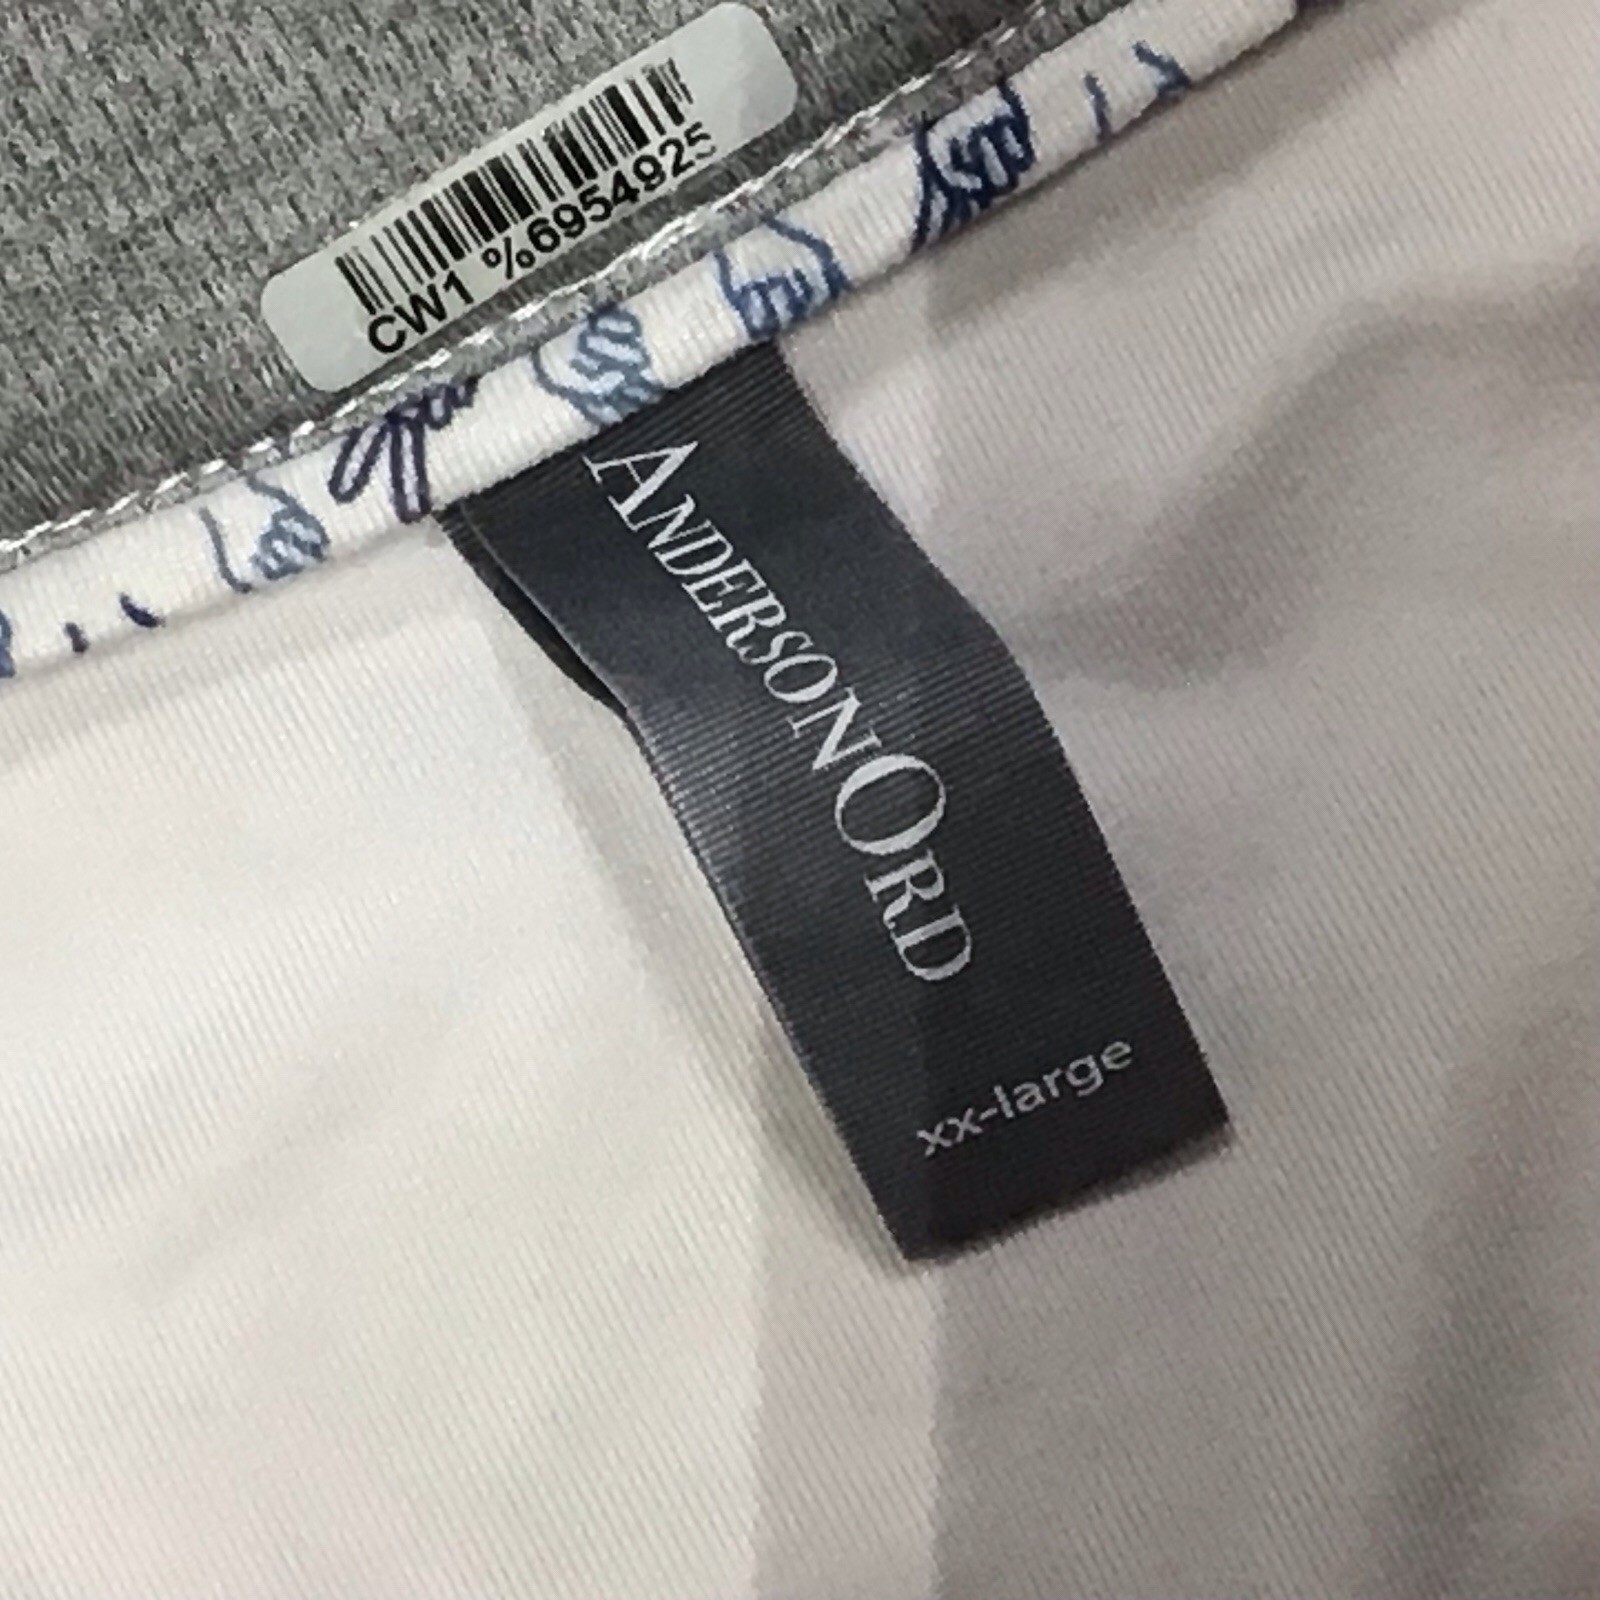 CW1 %6954925
ANDERSON ORD
xx-large